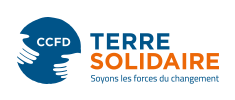 CCFD
TERRE
SOLIDAIRE
Soyons les forces du changement